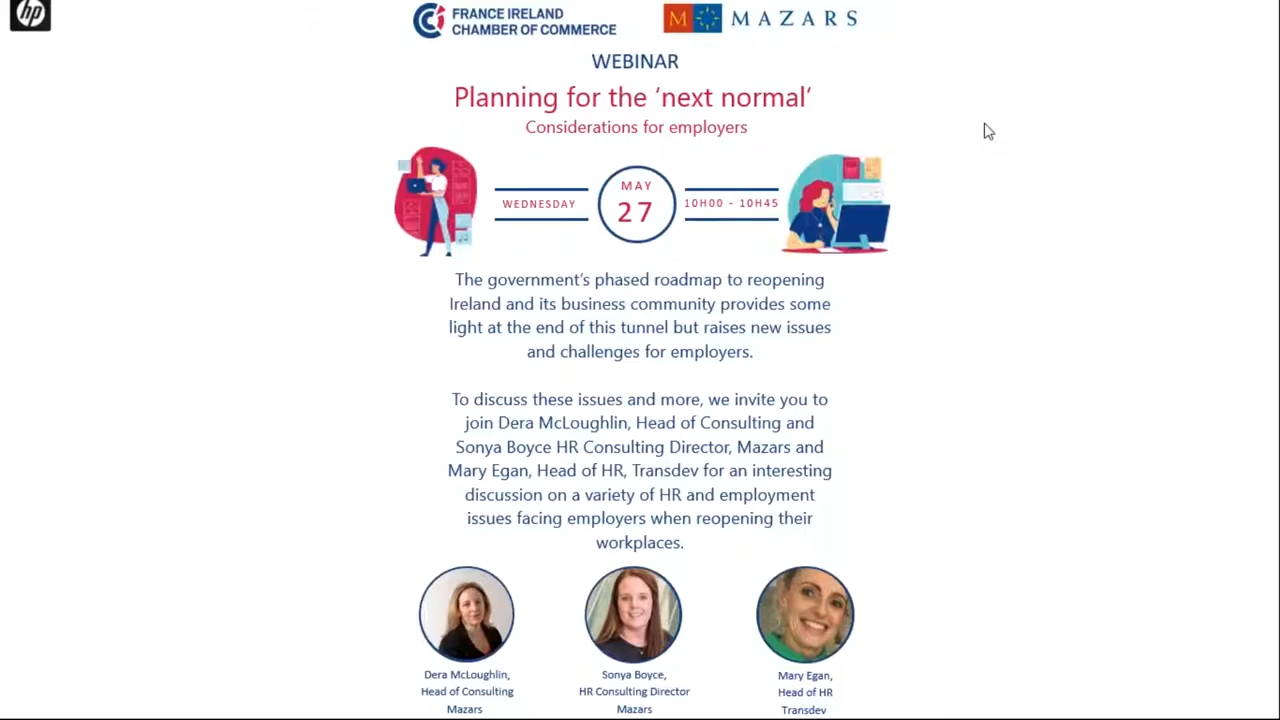 hp
FRANCE IRELAND
CHAMBER OF COMMERCE
M MAZARS
WEBINAR
Planning for the ‘next normal‘
Considerations for employers
WEDNESDAY
MAY
27
10H00 - 10H45
The government's phased roadmap to reopening
Ireland and its business community provides some
light at the end of this tunnel but raises new issues
and challenges for employers.
To discuss these issues and more, we invite you to
join Dera McLoughlin, Head of Consulting and
Sonya Boyce HR Consulting Director, Mazars and
Mary Egan, Head of HR, Transdev for an interesting
discussion on a variety of HR and employment
issues facing employers when reopening their
workplaces.
Dera McLoughlin,
Head of Consulting
Mazars
Sonya Boyce,
HR Consulting Director
Mazars
Mary Egan,
Head of HR
Transdev